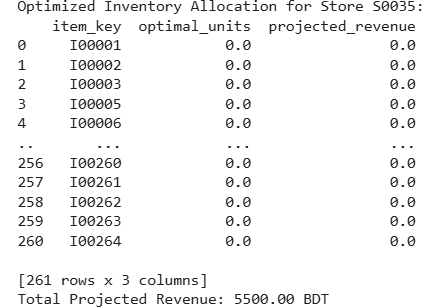 Optimized Inventory Allocation for Store S0035:
    item_key  optimal_units  projected_revenue
0     I00001            0.0                0.0
1     I00002            0.0                0.0
2     I00003            0.0                0.0
3     I00005            0.0                0.0
4     I00006            0.0                0.0
..       ...            ...                ...
256   I00260            0.0                0.0
257   I00261            0.0                0.0
258   I00262            0.0                0.0
259   I00263            0.0                0.0
260   I00264            0.0                0.0
[261 rows x 3 columns]
Total Projected Revenue: 5500.00 BDT